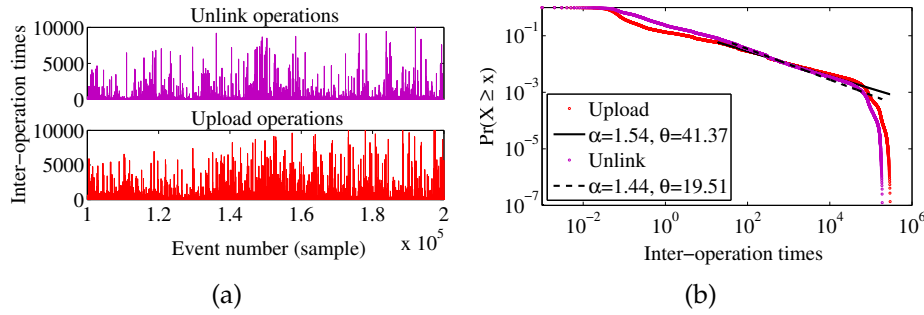 Unlink operations
10000
5000
0
Upload operations
10000
5000
0
Inter−operation times
1 1.2 1.4 1.6 1.8 2
x 10^5
Event number (sample)
(a)
10^−1
10^−3
10^−5
10^−7
Pr(X ≥ x)
Upload
α=1.54, θ=41.37
Unlink
α=1.44, θ=19.51
10^−2 10^0 10^2 10^4 10^6
Inter−operation times
(b)